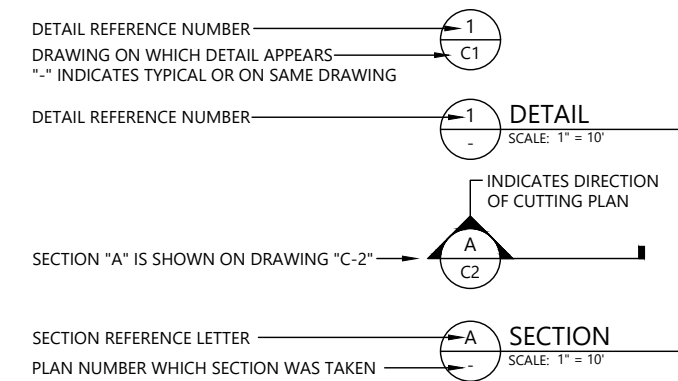 DETAIL REFERENCE NUMBER
1
DRAWING ON WHICH DETAIL APPEARS
C1
"-" INDICATES TYPICAL OR ON SAME DRAWING
DETAIL REFERENCE NUMBER
1
DETAIL
-
SCALE: 1" = 10'
INDICATES DIRECTION
OF CUTTING PLAN
A
SECTION "A" IS SHOWN ON DRAWING "C-2"
C2
SECTION REFERENCE LETTER
A
SECTION
PLAN NUMBER WHICH SECTION WAS TAKEN
-
SCALE: 1" = 10'